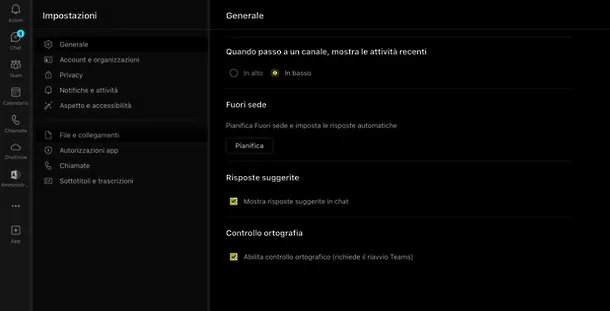 Impostazioni
Generale
Azioni
Chat
1
Team
Calendario
Chiamate
OneDrive
Amministr...
App
Generale
Account e organizzazioni
Privacy
Notifiche e attività
Aspetto e accessibilità
File e collegamenti
Autorizzazioni app
Chiamate
Sottotitoli e trascrizioni
Quando passo a un canale, mostra le attività recenti
In alto
In basso
Fuori sede
Pianifica Fuori sede e imposta le risposte automatiche
Pianifica
Risposte suggerite
Mostra risposte suggerite in chat
Controllo ortografia
Abilita controllo ortografico (richiede il riavvio Teams)